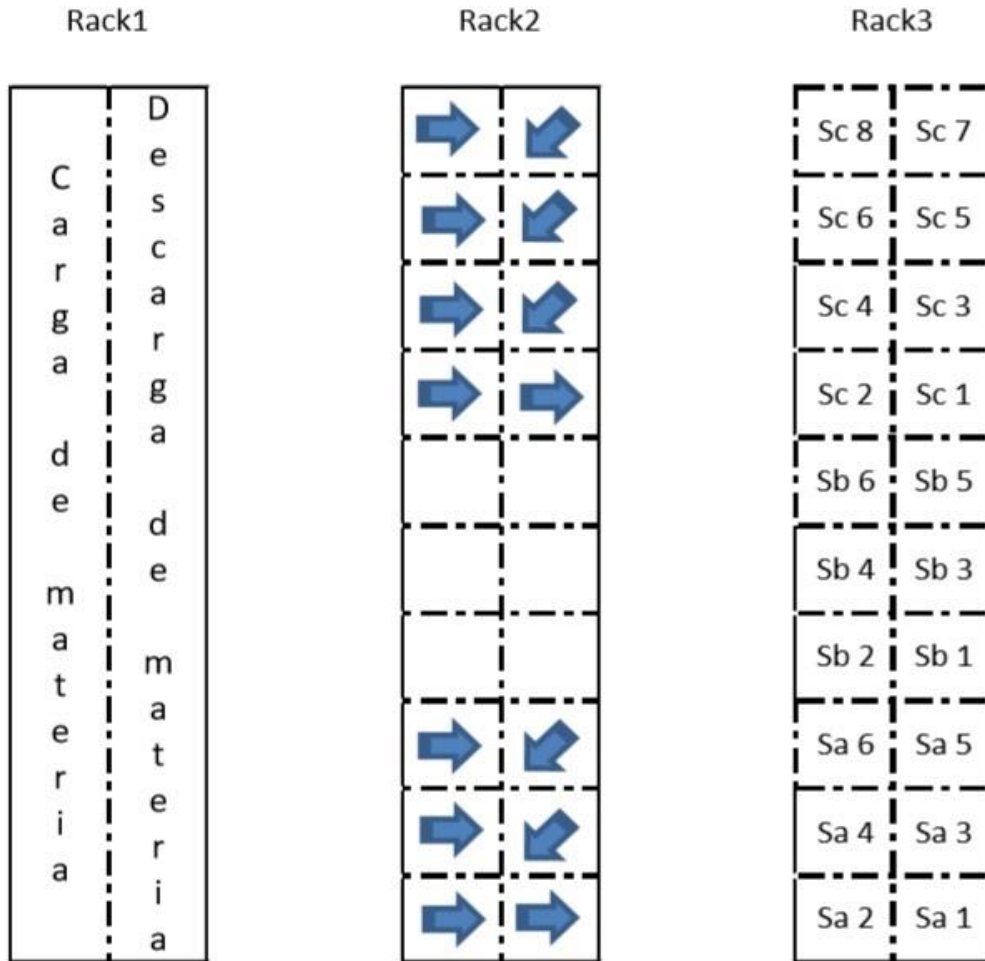 Rack1
Rack2
Rack3
Carga de materia
Descarga de materia
Sc 8 Sc 7
Sc 6 Sc 5
Sc 4 Sc 3
Sc 2 Sc 1
Sb 6 Sb 5
Sb 4 Sb 3
Sb 2 Sb 1
Sa 6 Sa 5
Sa 4 Sa 3
Sa 2 Sa 1